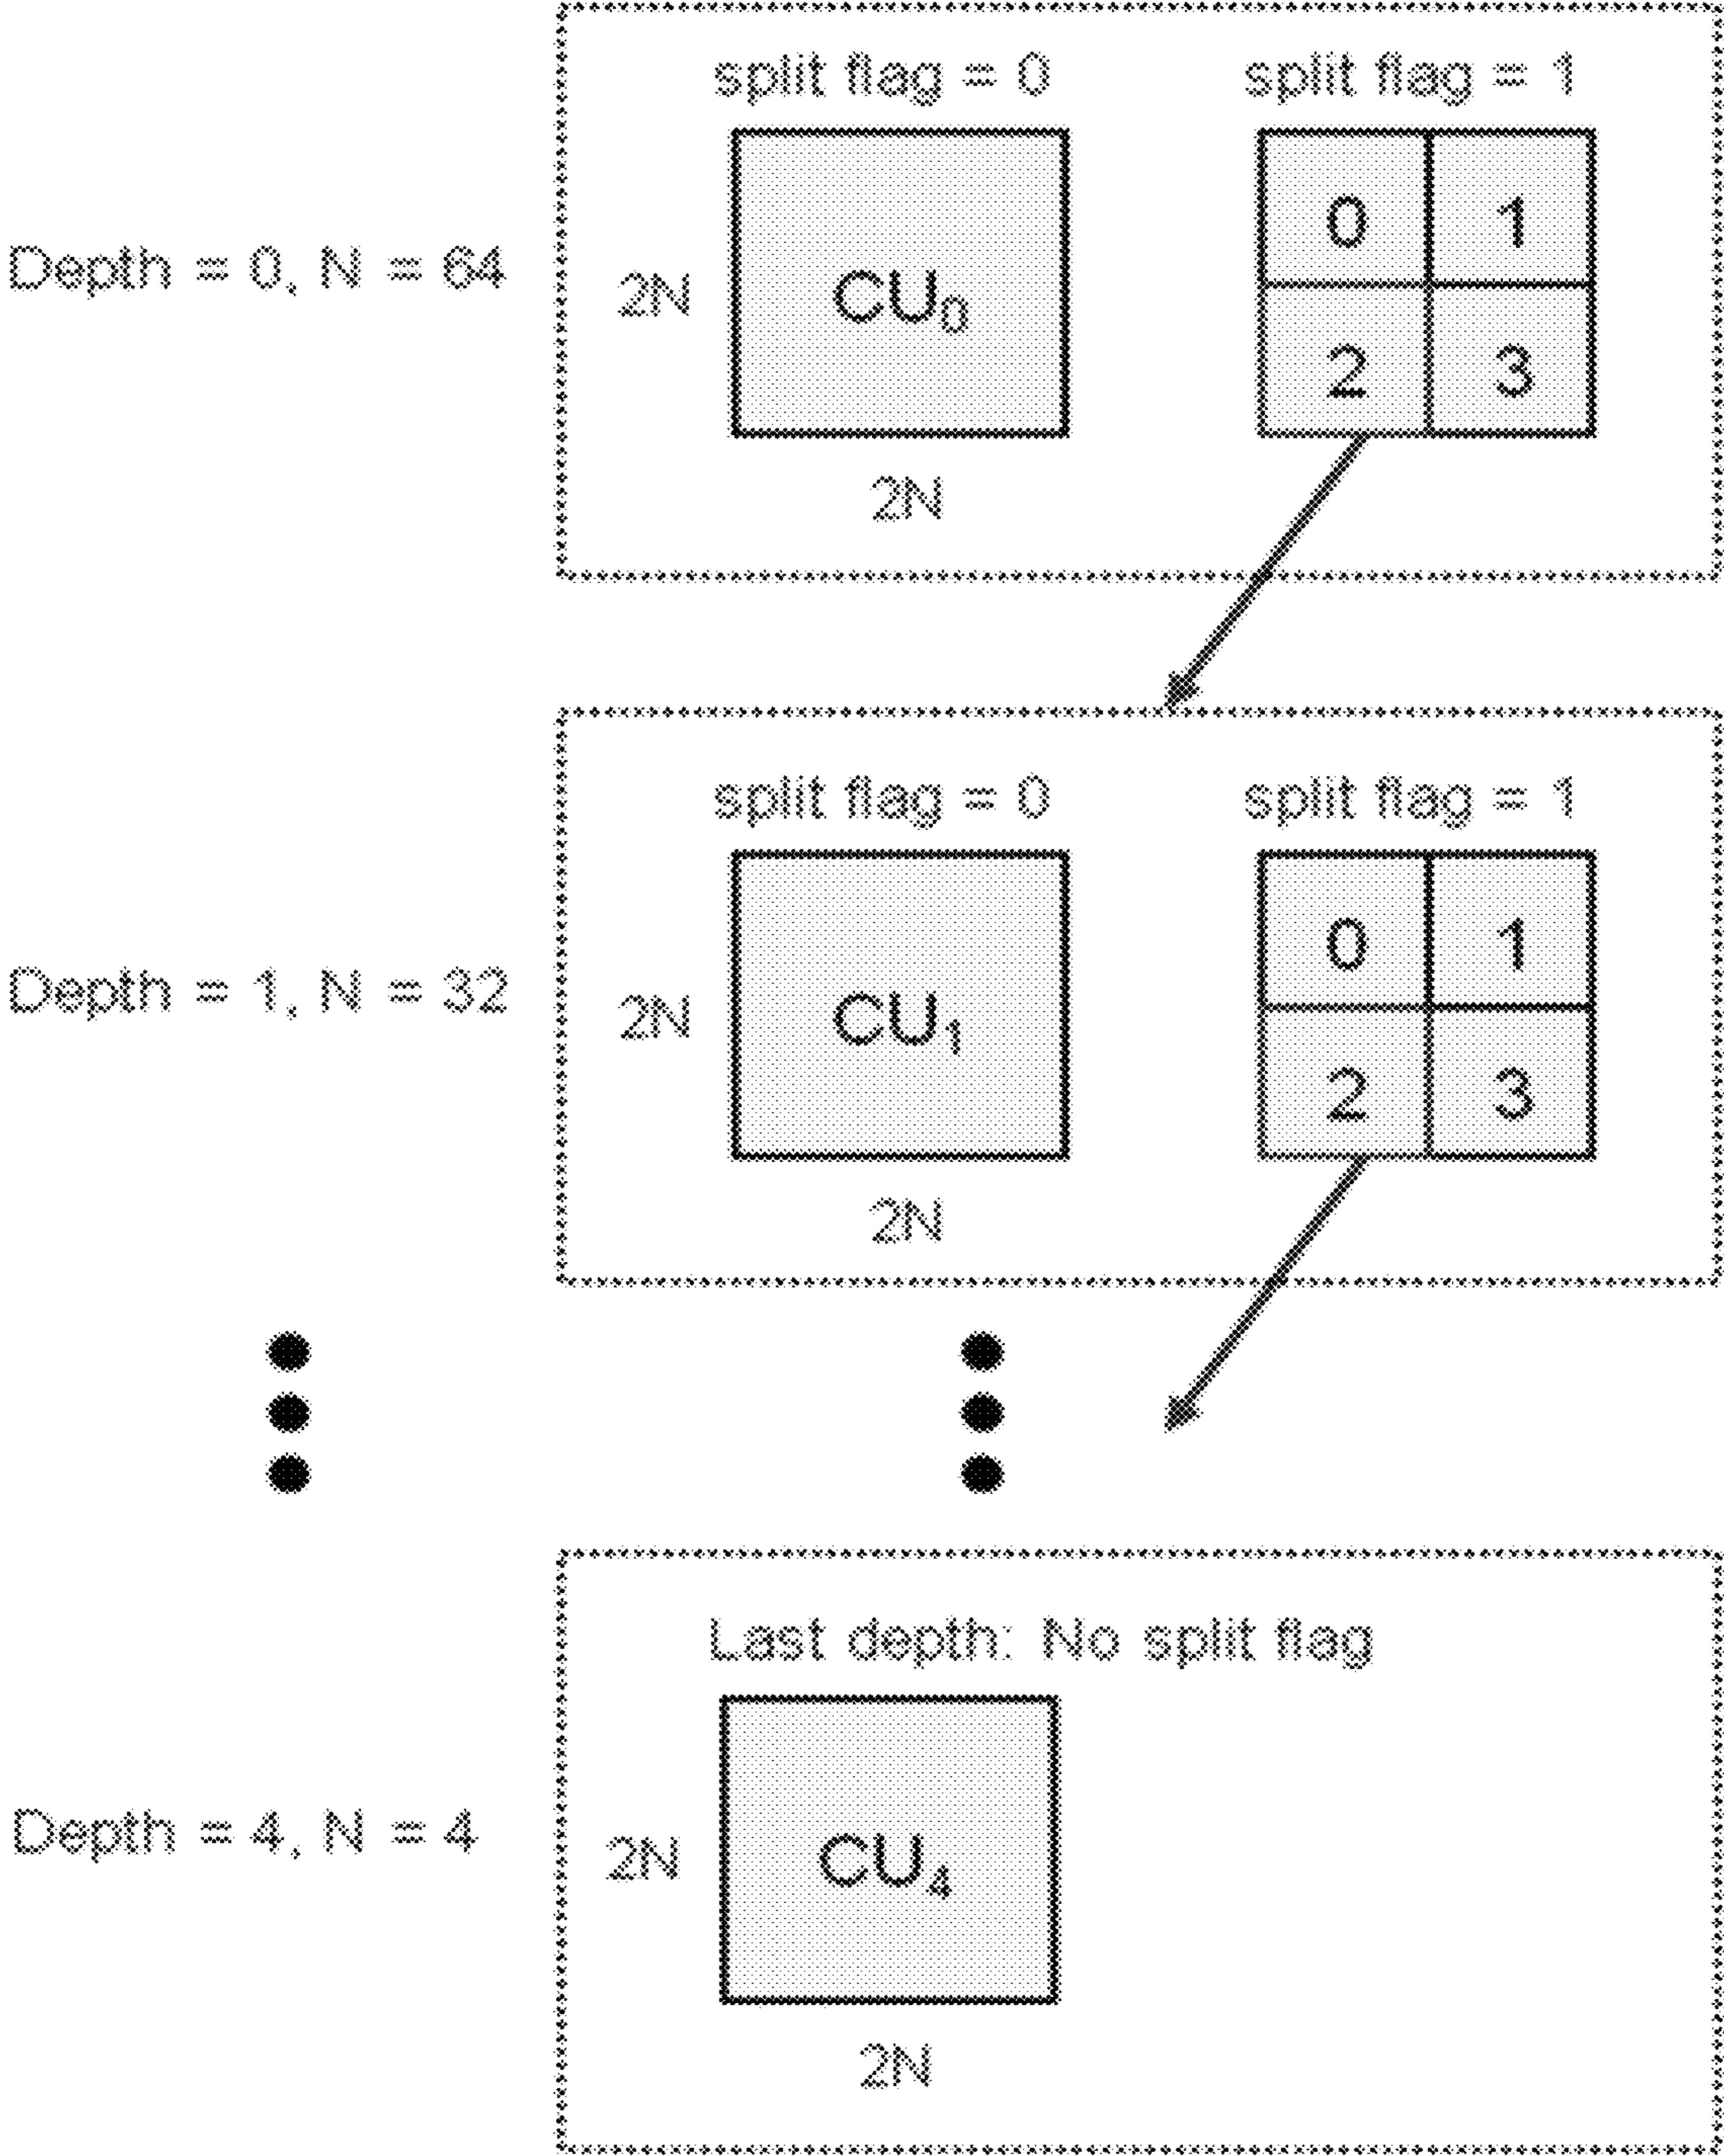 split flag = 0 split flag = 1
0 1
Depth = 0, N = 64 2N CU₀
2 3
2N
split flag = 0 split flag = 1
0 1
Depth = 1, N = 32 2N CU₁
2 3
2N
Last depth: No split flag
Depth = 4, N = 4 2N CU₄
2N